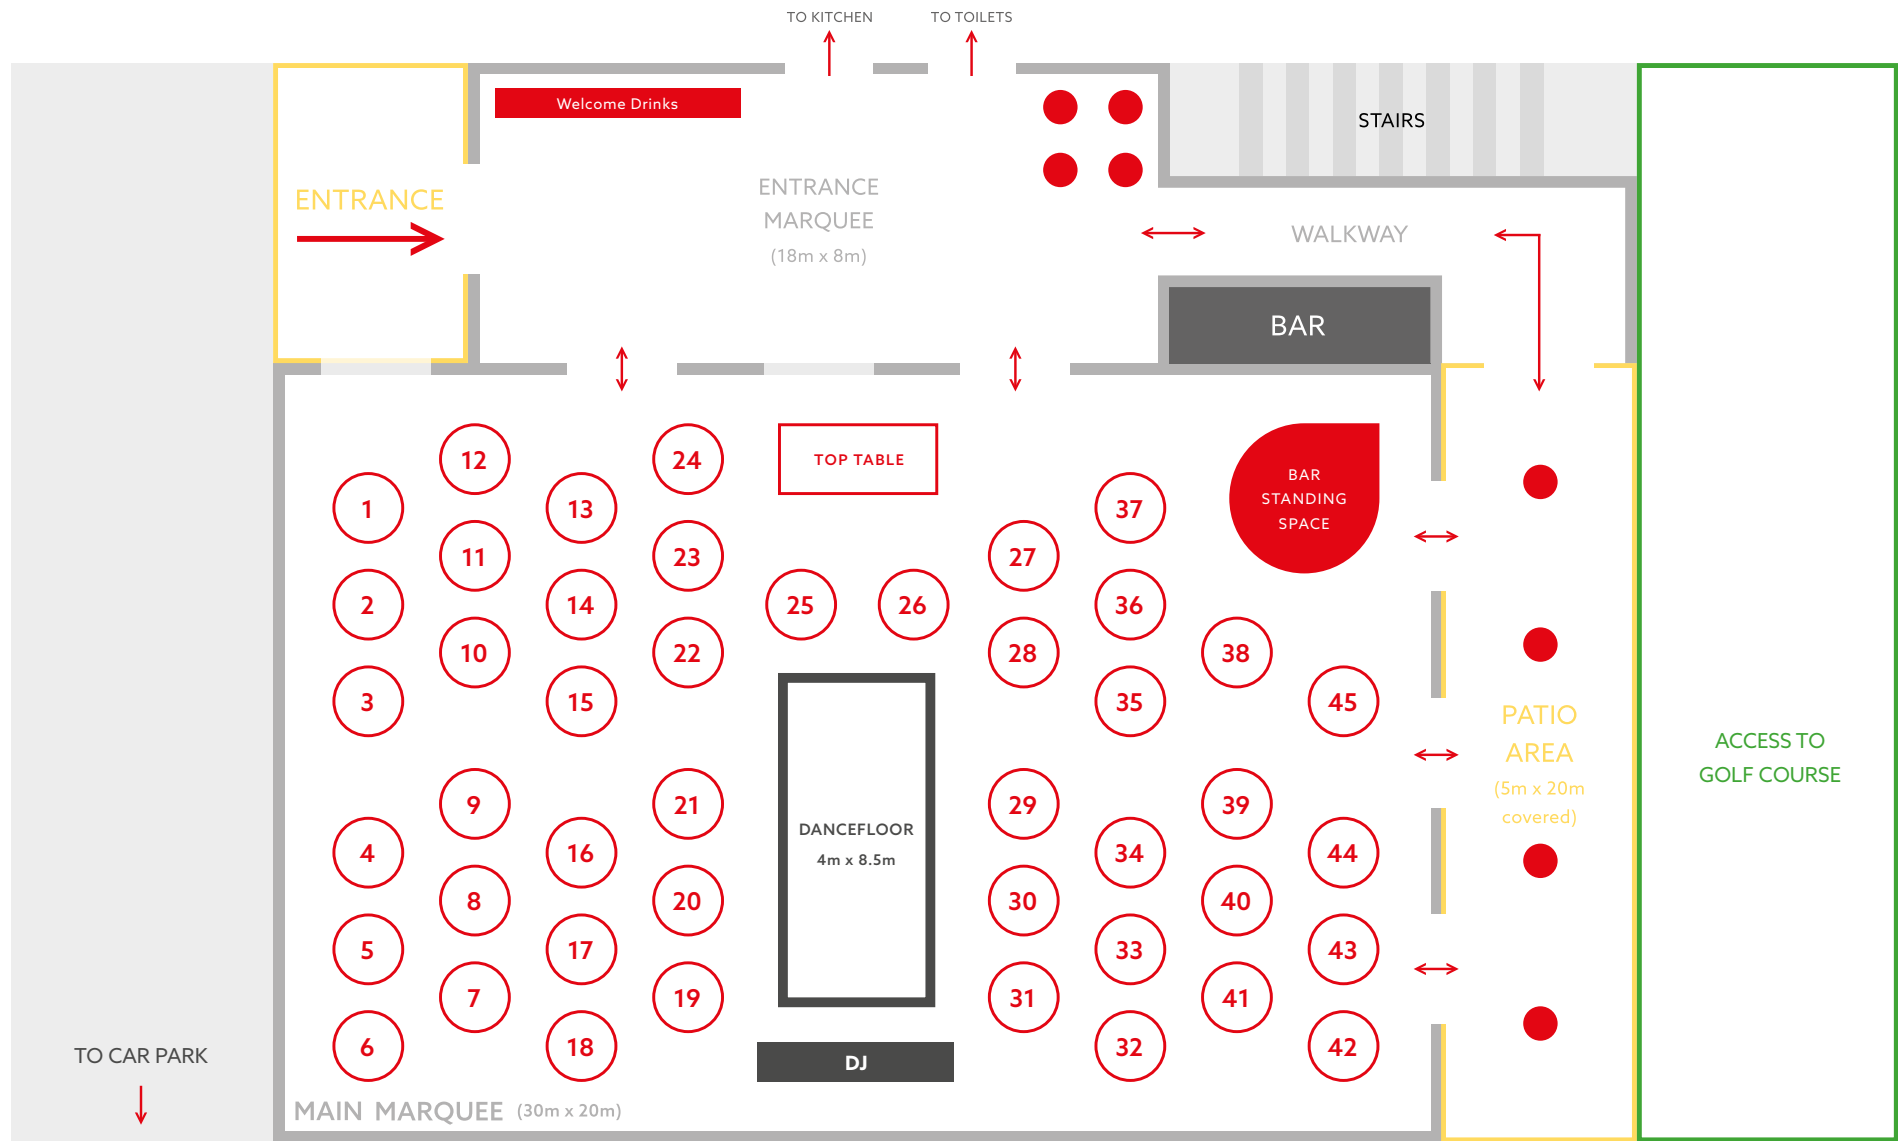 TO KITCHEN
TO TOILETS
Welcome Drinks
STAIRS
ENTRANCE
ENTRANCE
MARQUEE
(18m x 8m)
WALKWAY
BAR
TOP TABLE
BAR
STANDING
SPACE
12
24
1
13
37
11
23
27
2
14
25
26
36
10
22
28
38
3
15
35
45
PATIO
AREA
(5m x 20m
covered)
ACCESS TO
GOLF COURSE
9
21
29
39
DANCEFLOOR
4m x 8.5m
4
16
34
44
8
20
30
40
5
17
33
43
7
19
31
41
6
18
32
42
DJ
TO CAR PARK
MAIN MARQUEE (30m x 20m)